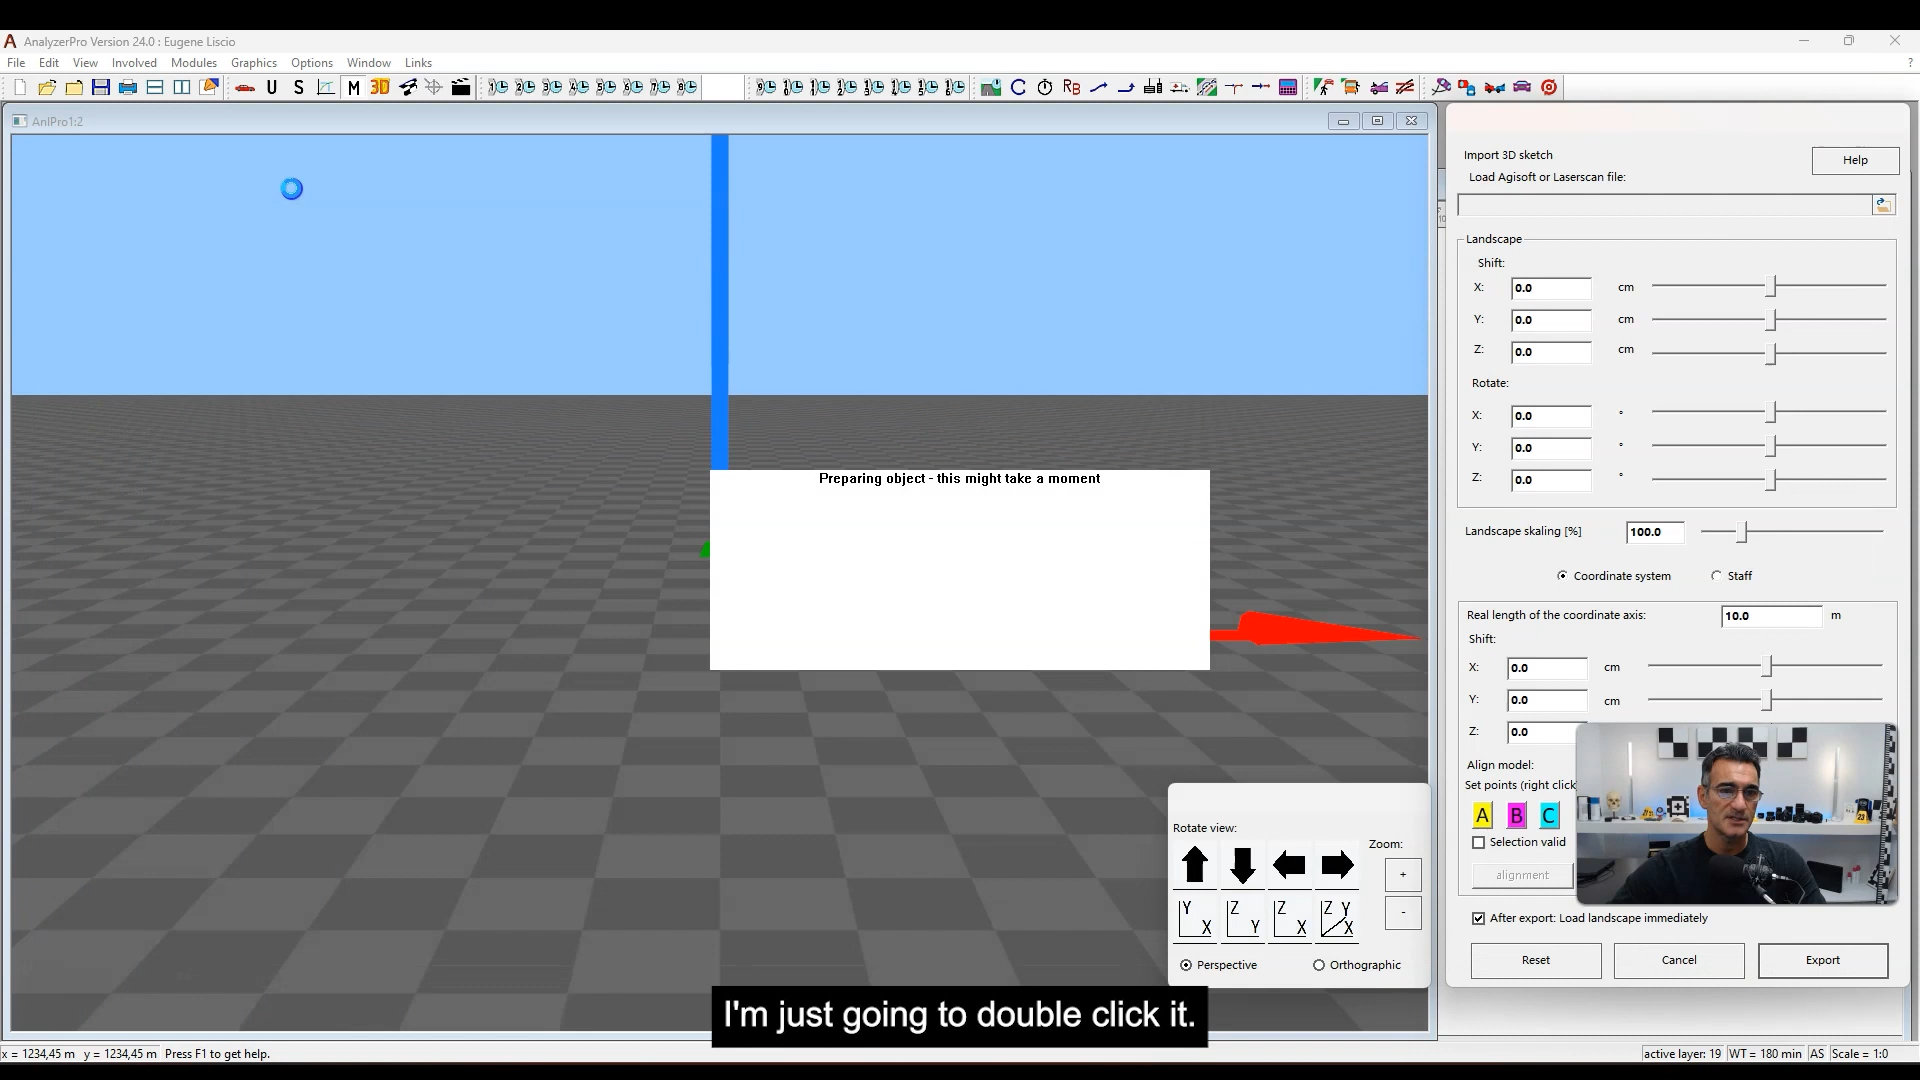 AnalyzerPro Version 24.0 : Eugene Liscio
File Edit View Involved Modules Graphics Options Window Links
?
U S M 3D
AnlPro1:2
Import 3D sketch
Help
Load Agisoft or Laserscan file:
Landscape
Shift:
X: 0.0 cm
Y: 0.0 cm
Z: 0.0 cm
Rotate:
X: 0.0 °
Y: 0.0 °
Z: 0.0 °
Landscape skaling [%] 100.0
Coordinate system Staff
Real length of the coordinate axis: 10.0 m
Shift:
X: 0.0 cm
Y: 0.0 cm
Z: 0.0
Align model:
Set points (right click
A B C
Selection valid
alignment
After export: Load landscape immediately
Reset Cancel Export
Preparing object - this might take a moment
Rotate view:
Zoom:
+
-
Y X Z Y Z X Z Y X
Perspective Orthographic
I'm just going to double click it.
x = 1234,45 m y = 1234,45 m Press F1 to get help.
active layer: 19 WT = 180 min AS Scale = 1:0